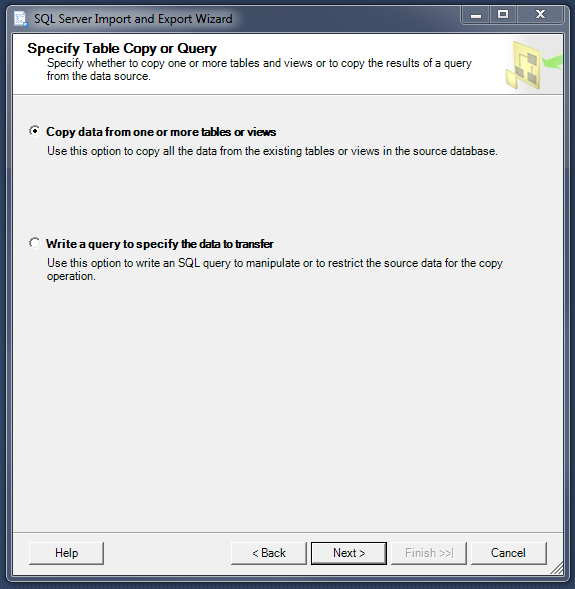 SQL Server Import and Export Wizard
Specify Table Copy or Query
Specify whether to copy one or more tables and views or to copy the results of a query
from the data source.
Copy data from one or more tables or views
Use this option to copy all the data from the existing tables or views in the source database.
Write a query to specify the data to transfer
Use this option to write an SQL query to manipulate or to restrict the source data for the copy
operation.
Help
< Back
Next >
Finish >>|
Cancel